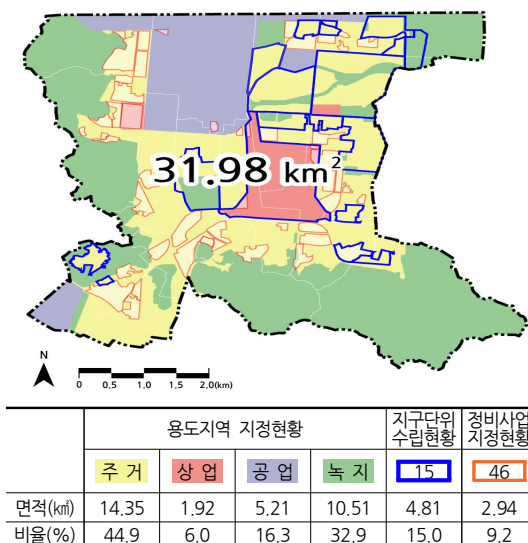 31.98 km²
N
0 0.5 1.0 1.5 2.0(km)
용도지역 지정현황 지구단위 수립현황 정비사업 지정현황
주 거 상 업 공 업 녹 지 15 46
면적(㎢) 14.35 1.92 5.21 10.51 4.81 2.94
비율(%) 44.9 6.0 16.3 32.9 15.0 9.2